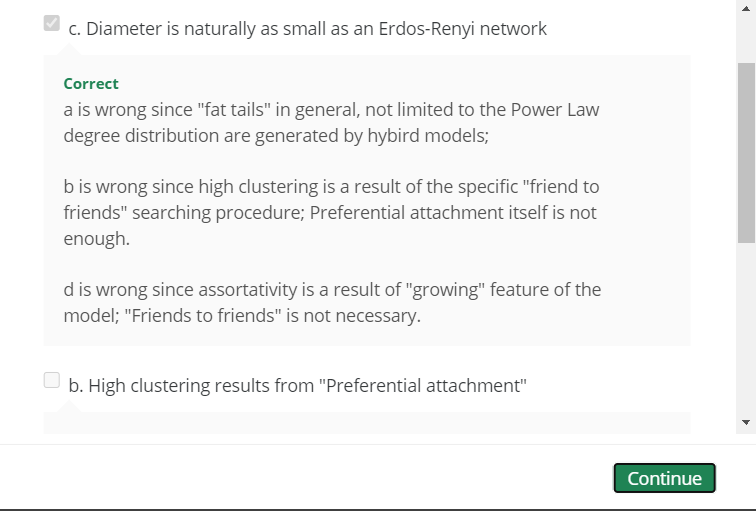 c. Diameter is naturally as small as an Erdos-Renyi network
Correct
a is wrong since "fat tails" in general, not limited to the Power Law
degree distribution are generated by hybird models;
b is wrong since high clustering is a result of the specific "friend to
friends" searching procedure; Preferential attachment itself is not
enough.
d is wrong since assortativity is a result of "growing" feature of the
model; "Friends to friends" is not necessary.
b. High clustering results from "Preferential attachment"
Continue